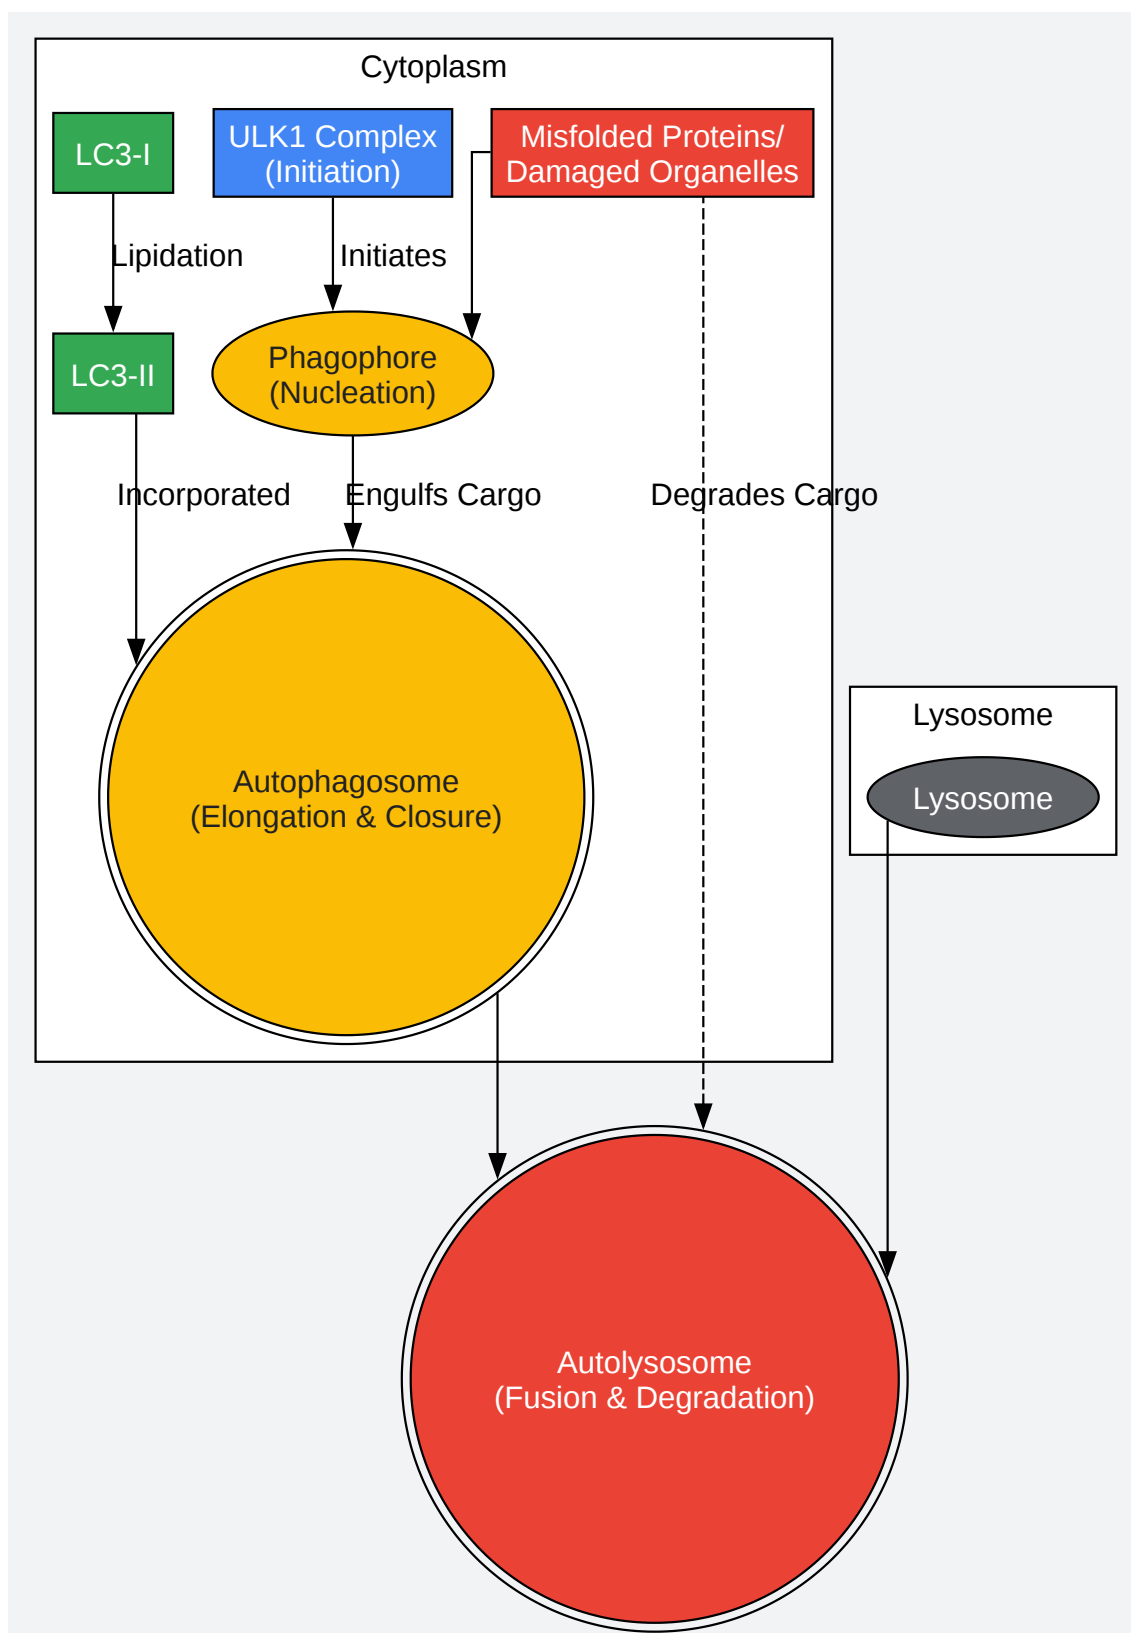 Cytoplasm
LC3-I
ULK1 Complex
(Initiation)
Misfolded Proteins/
Damaged Organelles
Lipidation
Initiates
LC3-II
Phagophore
(Nucleation)
Incorporated
Engulfs Cargo
Degrades Cargo
Autophagosome
(Elongation & Closure)
Lysosome
Lysosome
Autolysosome
(Fusion & Degradation)